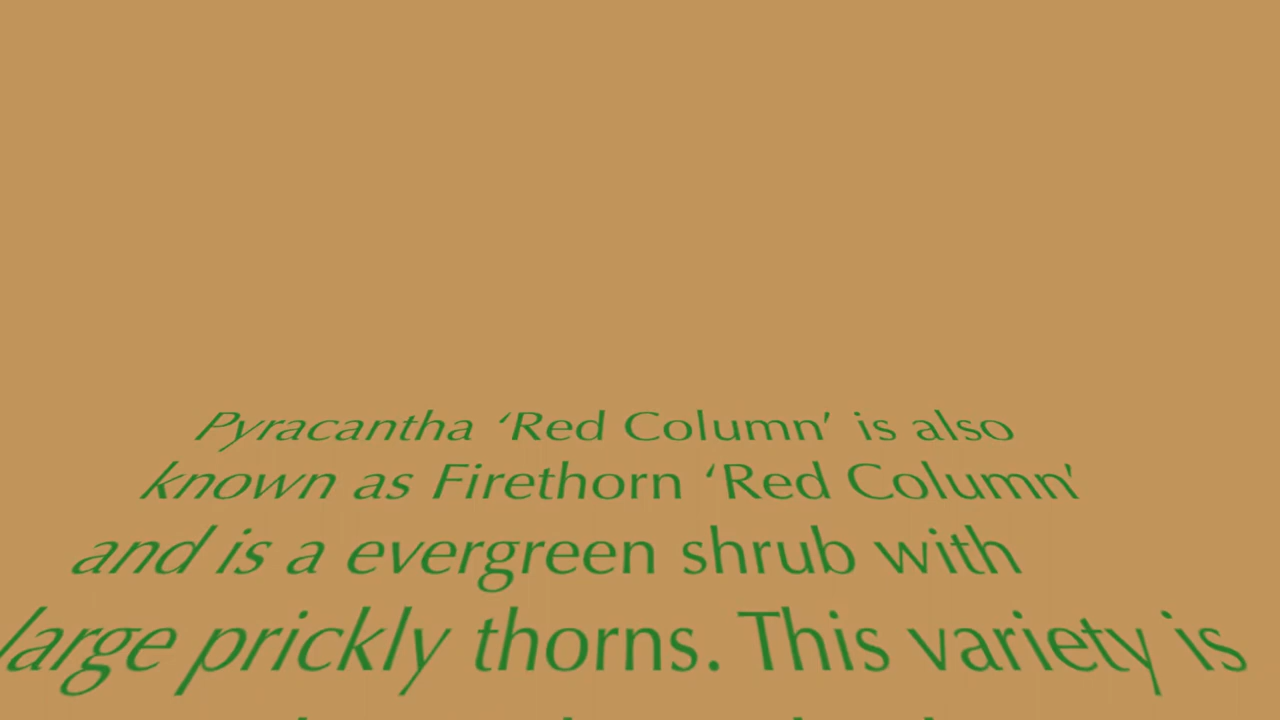 Pyracantha ‘Red Column’ is also
known as Firethorn ‘Red Column’
and is a evergreen shrub with
large prickly thorns. This variety is